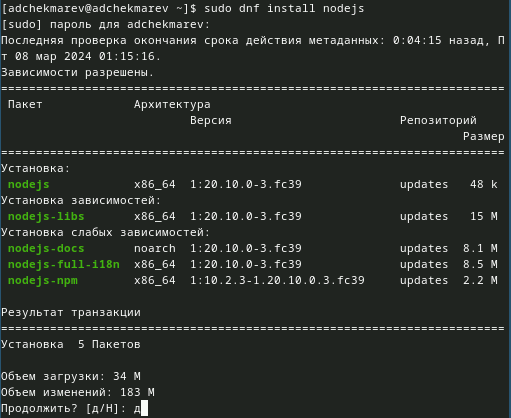 [adchekmarev@adchekmarev ~]$ sudo dnf install nodejs
[sudo] пароль для adchekmarev:
Последняя проверка окончания срока действия метаданных: 0:04:15 назад, П
т 08 мар 2024 01:15:16.
Зависимости разрешены.
================================================================================
Пакет Архитектура
Версия Репозиторий
Размер
================================================================================
Установка:
nodejs x86_64 1:20.10.0-3.fc39 updates 48 k
Установка зависимостей:
nodejs-libs x86_64 1:20.10.0-3.fc39 updates 15 M
Установка слабых зависимостей:
nodejs-docs noarch 1:20.10.0-3.fc39 updates 8.1 M
nodejs-full-i18n x86_64 1:20.10.0-3.fc39 updates 8.5 M
nodejs-npm x86_64 1:10.2.3-1.20.10.0.3.fc39 updates 2.2 M
Результат транзакции
================================================================================
Установка 5 Пакетов
Объем загрузки: 34 M
Объем изменений: 183 M
Продолжить? [д/Н]: д